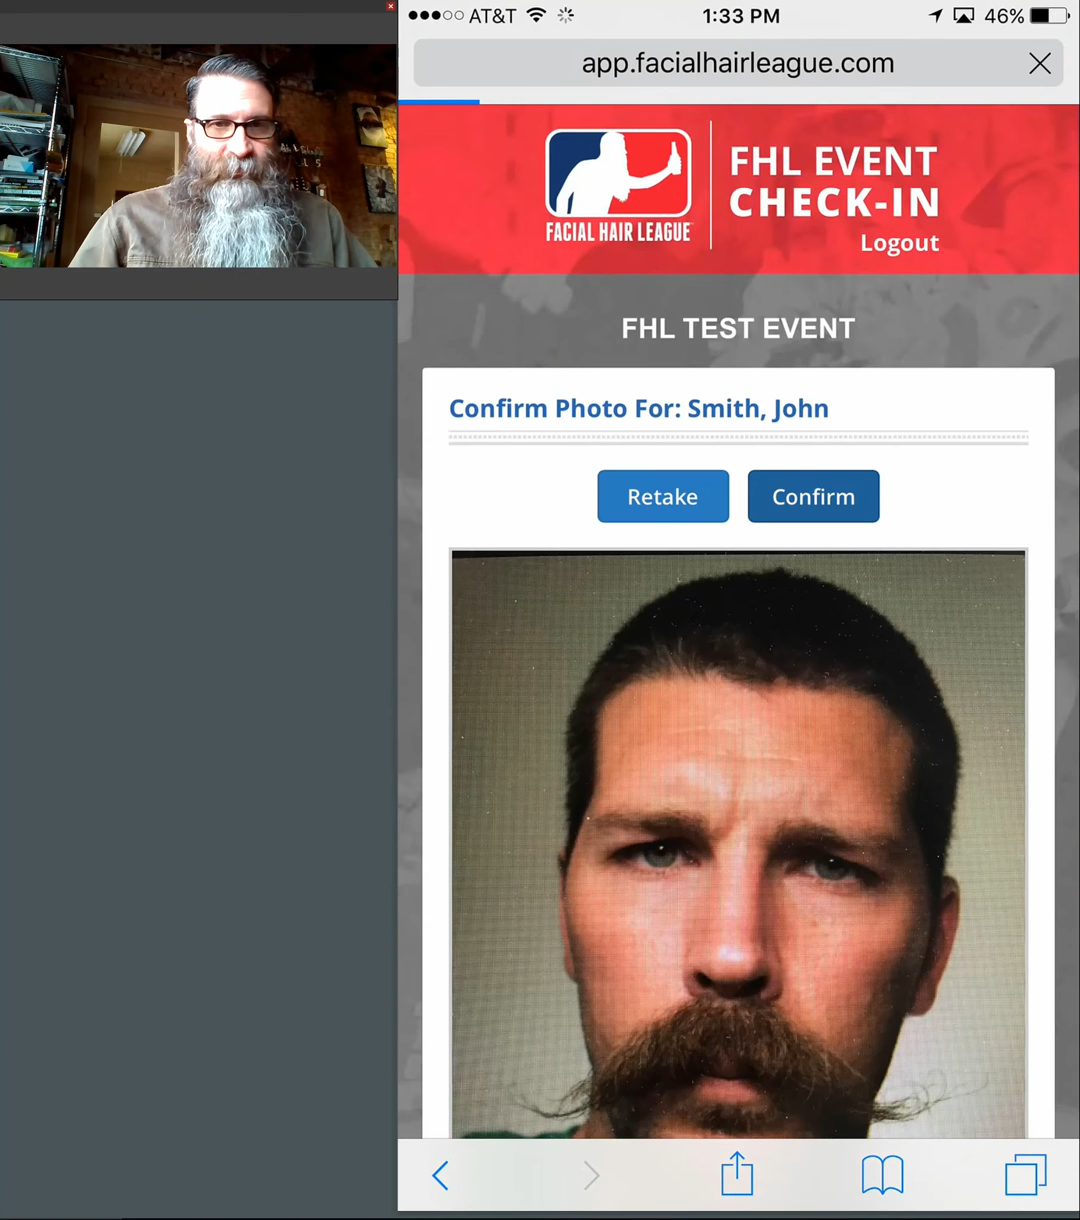 ●●●○○ AT&T 1:33 PM 46%
app.facialhairleague.com
FHL EVENT
CHECK-IN
FACIAL HAIR LEAGUE
Logout
FHL TEST EVENT
Confirm Photo For: Smith, John
Retake Confirm